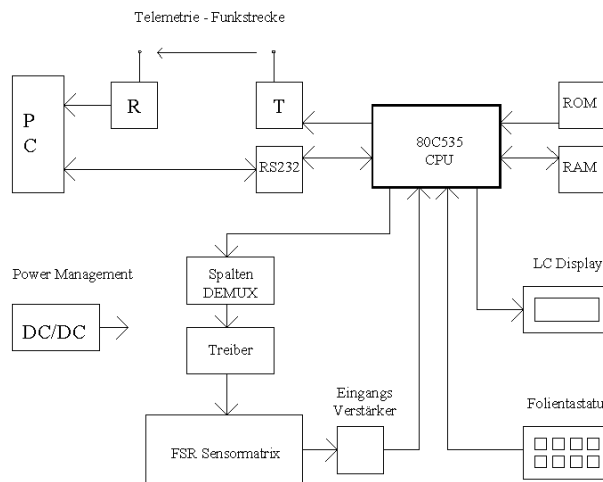 Telemetrie - Funkstrecke
P
C
R
T
80C535
CPU
ROM
RS232
RAM
Power Management
Spalten
DEMUX
LC Display
DC/DC
Treiber
Eingangs
Verstärker
Folientastatu
FSR Sensormatrix